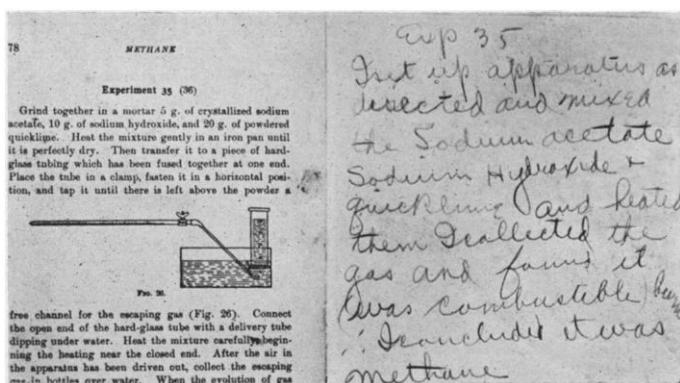 78
METHANE
Experiment 35 (36)
Grind together in a mortar 5 g. of crystallized sodium
acetate, 10 g. of sodium hydroxide, and 20 g. of powdered
quicklime. Heat the mixture gently in an iron pan until
it is perfectly dry. Then transfer it to a piece of hard-
glass tubing which has been fused together at one end.
Place the tube in a clamp, fasten it in a horizontal posi-
tion, and tap it until there is left above the powder a
FIG. 26.
free channel for the escaping gas (Fig. 26). Connect
the open end of the hard-glass tube with a delivery tube
dipping under water. Heat the mixture carefully, begin-
ning the heating near the closed end. After the air in
the apparatus has been driven out, collect the escaping
gas in bottles over water. When the evolution of gas
Exp 35
I set up apparatus as
directed and mixed
the Sodium acetate
Sodium Hydroxide +
quicklime and heated
them I collected the
gas and found it
(was combustible)
∴ I concluded it was
methane